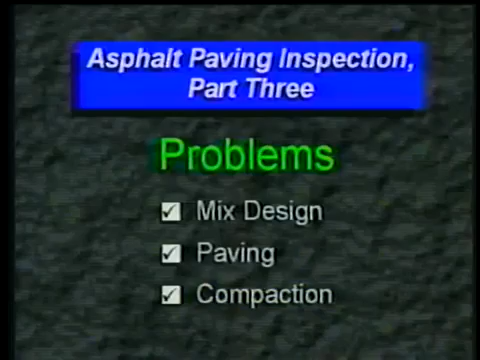 Asphalt Paving Inspection,
Part Three
Problems
Mix Design
Paving
Compaction